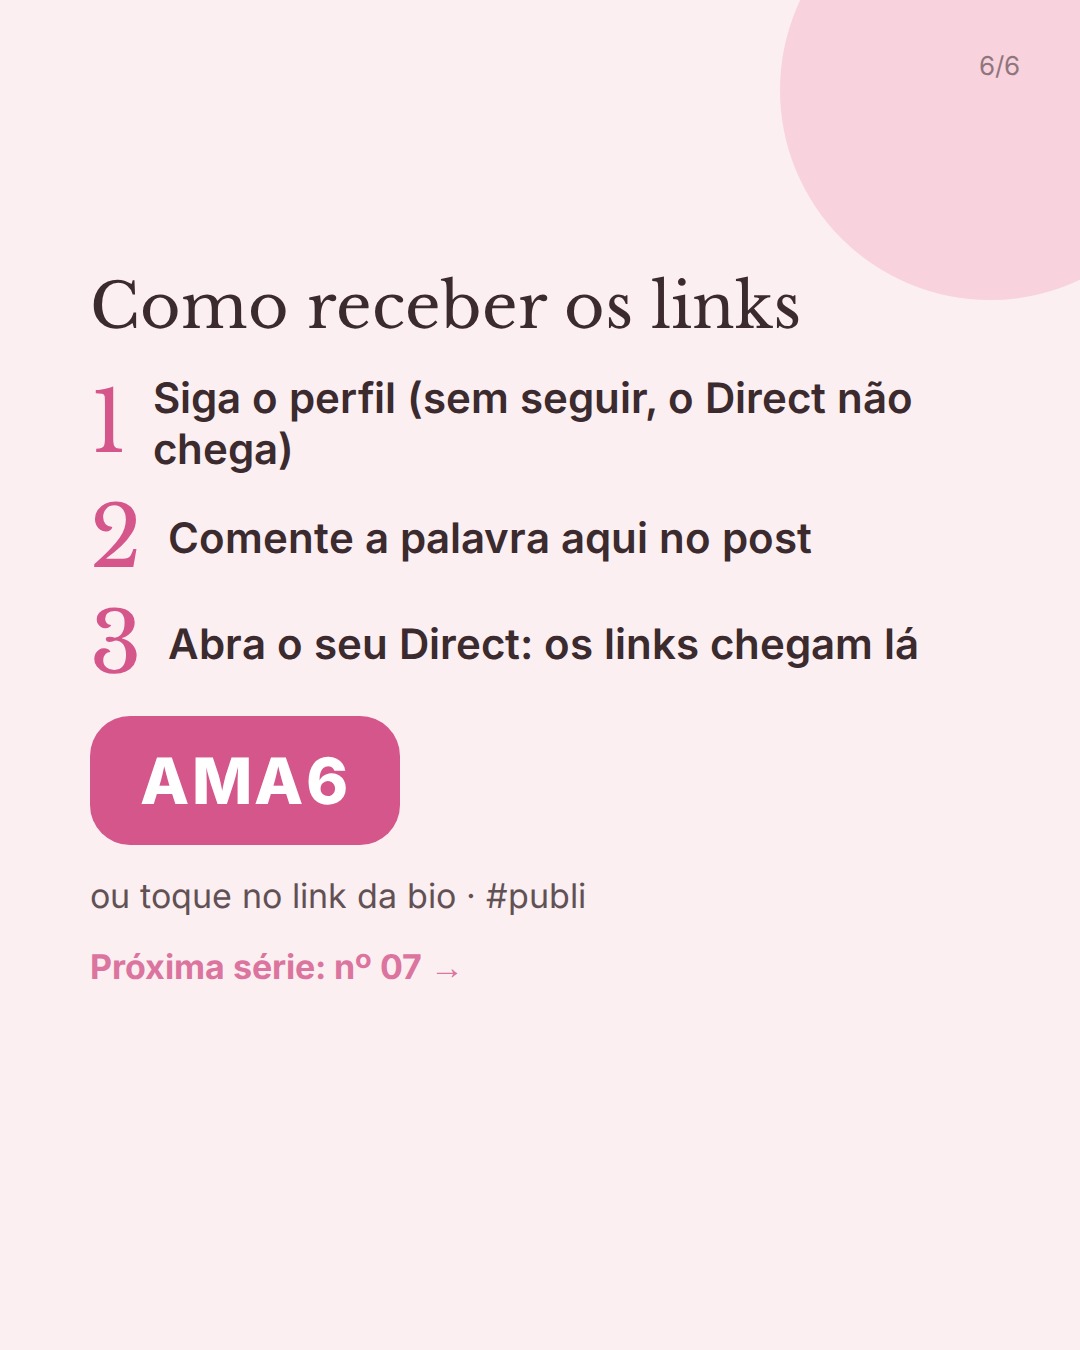 6/6
Como receber os links
1 Siga o perfil (sem seguir, o Direct não
chega)
2 Comente a palavra aqui no post
3 Abra o seu Direct: os links chegam lá
AMA6
ou toque no link da bio · #publi
Próxima série: nº 07 →